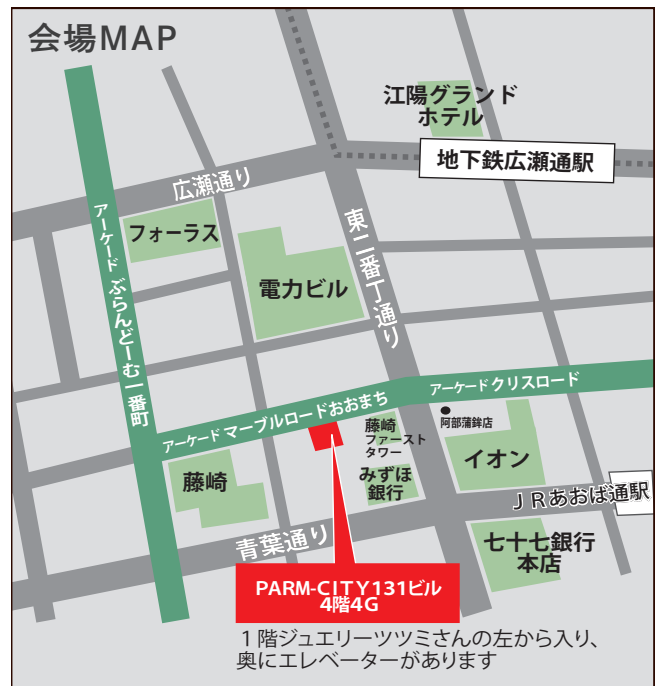 会場MAP
江陽グランド
ホテル
地下鉄広瀬通駅
広瀬通り
アーケード ぶらんどーむ一番町
フォーラス
東二番丁通り
電力ビル
アーケード クリスロード
アーケード マーブルロードおおまち
阿部蒲鉾店
藤崎
ファースト
タワー
イオン
みずほ
銀行
藤崎
JRあおば通駅
青葉通り
七十七銀行
本店
PARM-CITY131ビル
4階4G
1階ジュエリーツツミさんの左から入り、
奥にエレベーターがあります